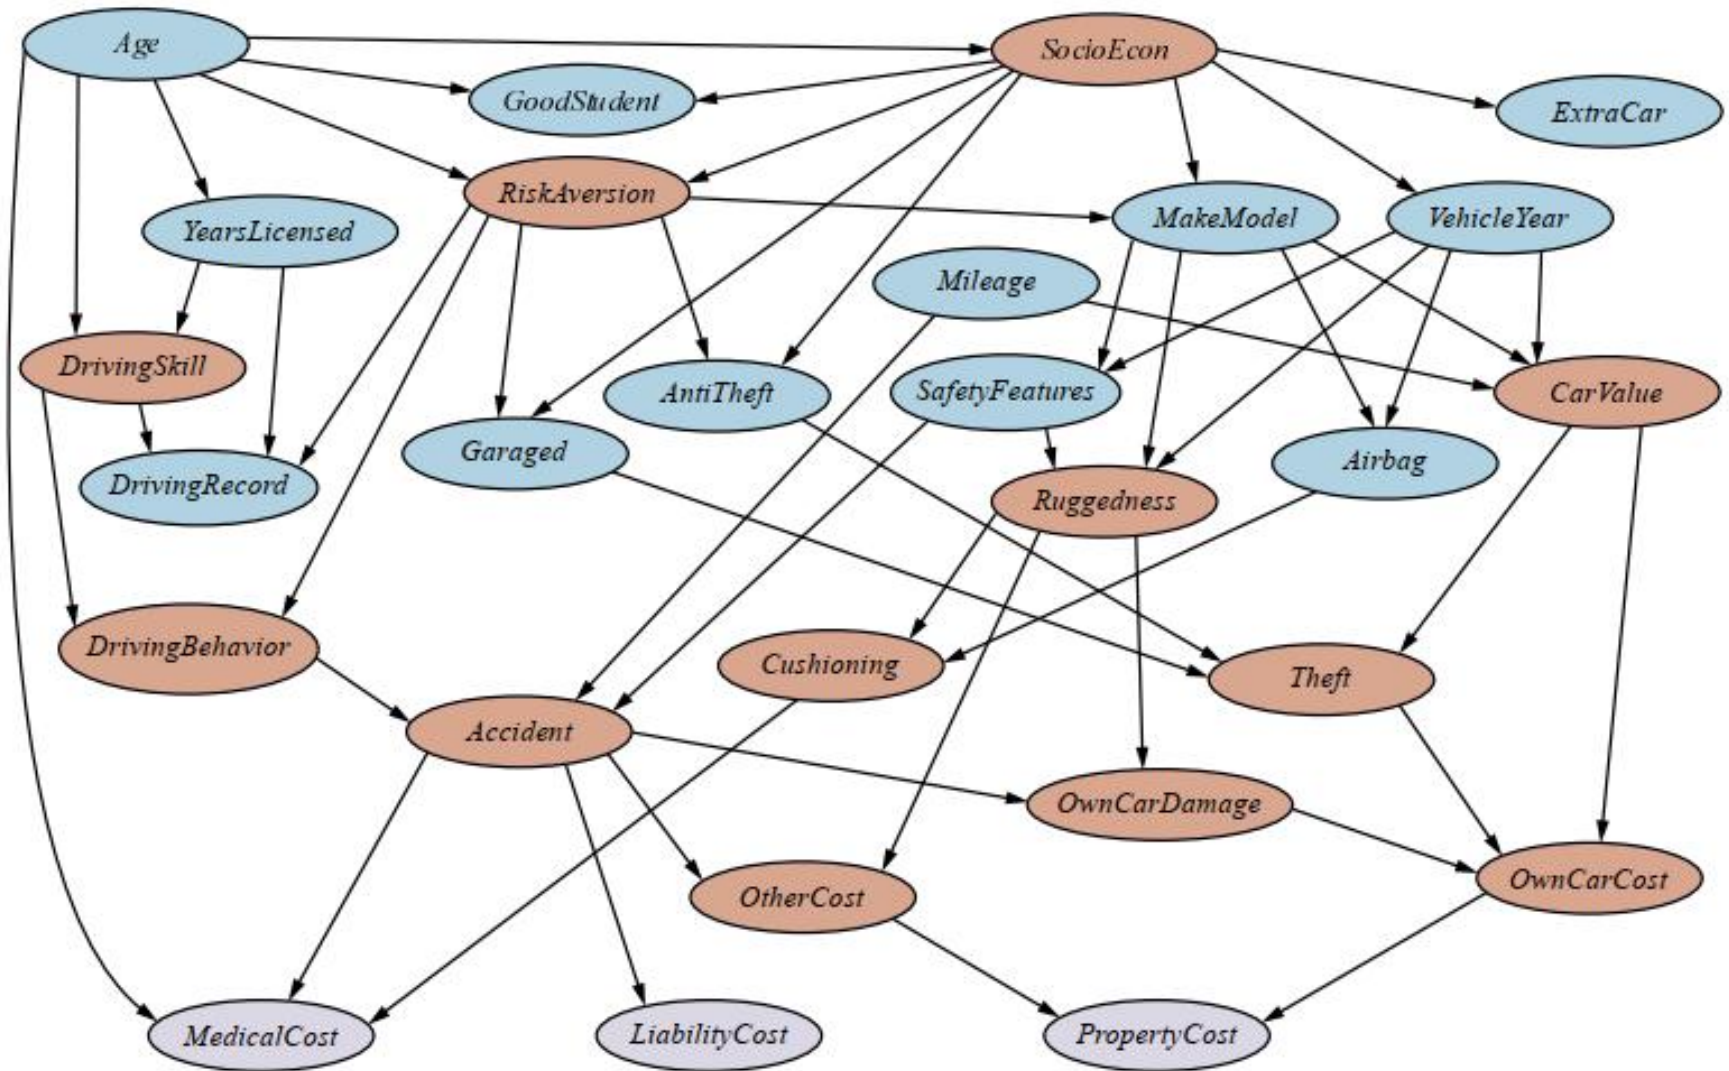 Age
SocioEcon
GoodStudent
ExtraCar
RiskAversion
YearsLicensed
MakeModel
VehicleYear
Mileage
DrivingSkill
AntiTheft
SafetyFeatures
CarValue
Garaged
Airbag
DrivingRecord
Ruggedness
DrivingBehavior
Cushioning
Theft
Accident
OwnCarDamage
OtherCost
OwnCarCost
MedicalCost
LiabilityCost
PropertyCost